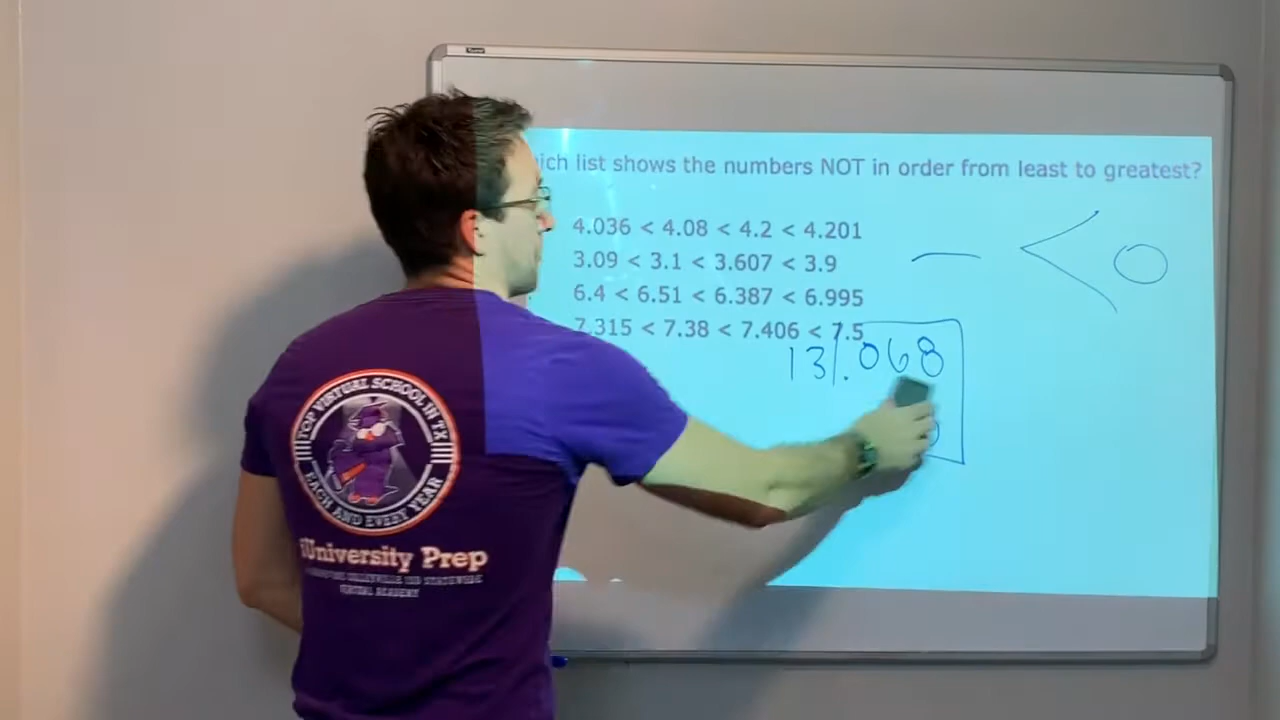 ich list shows the numbers NOT in order from least to greatest?
4.036 < 4.08 < 4.2 < 4.201
3.09 < 3.1 < 3.607 < 3.9
6.4 < 6.51 < 6.387 < 6.995
7.315 < 7.38 < 7.406 < 7.5
— < 0
13.068
TOP VIRTUAL SCHOOL IN TX
EACH AND EVERY YEAR
iUniversity Prep
VIRTUAL ACADEMY